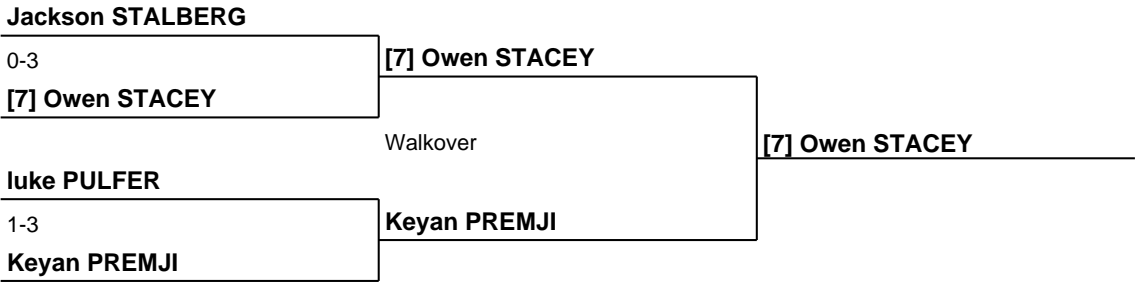 Jackson STALBERG
0-3
[7] Owen STACEY
[7] Owen STACEY
Walkover
[7] Owen STACEY
luke PULFER
1-3
Keyan PREMJI
Keyan PREMJI